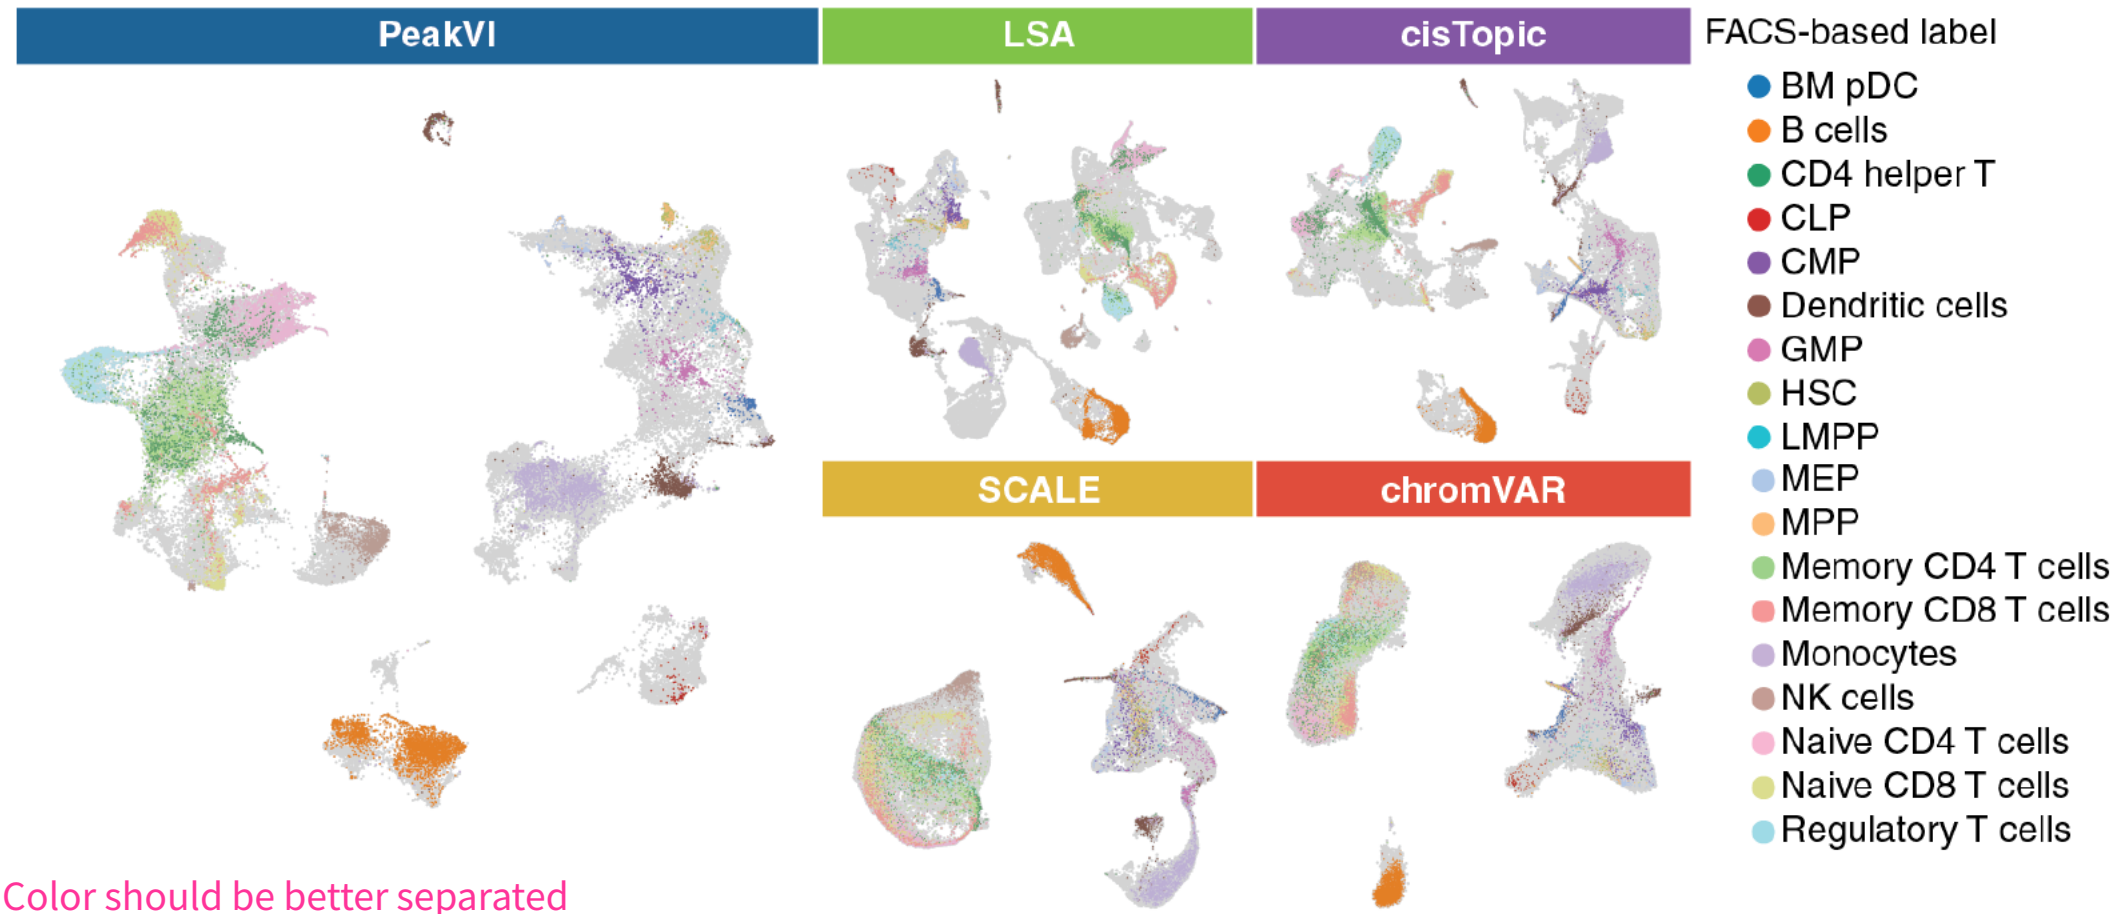 PeakVI
LSA
cisTopic
SCALE
chromVAR
FACS-based label
BM pDC
B cells
CD4 helper T
CLP
CMP
Dendritic cells
GMP
HSC
LMPP
MEP
MPP
Memory CD4 T cells
Memory CD8 T cells
Monocytes
NK cells
Naive CD4 T cells
Naive CD8 T cells
Regulatory T cells
Color should be better separated